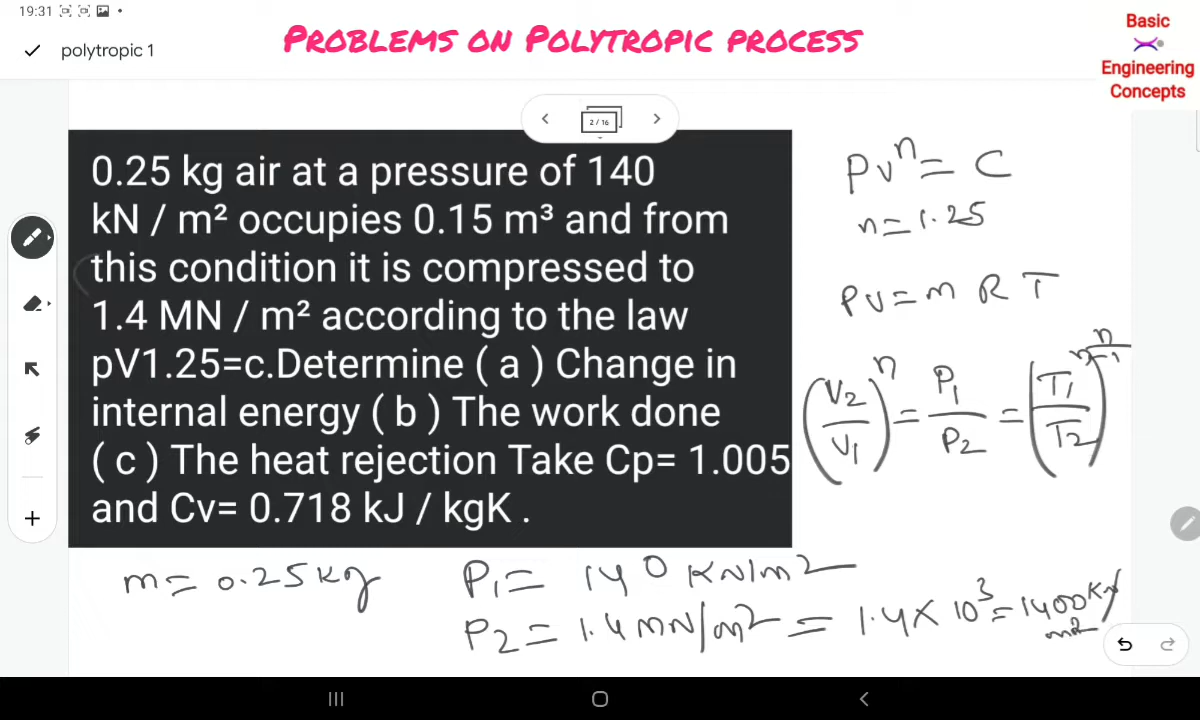 19:31
polytropic 1
PROBLEMS ON POLYTROPIC PROCESS
Basic
Engineering
Concepts
2 / 16
0.25 kg air at a pressure of 140
kN / m² occupies 0.15 m³ and from
this condition it is compressed to
1.4 MN / m² according to the law
pV1.25=c.Determine ( a ) Change in
internal energy ( b ) The work done
( c ) The heat rejection Take Cp= 1.005
and Cv= 0.718 kJ / kgK .
PVⁿ = C
n = 1.25
PV = m R T
(V2/V1)^n = P1/P2 = (T1/T2)^(n/n-1)
m = 0.25 kg
P1 = 140 KN/m2
P2 = 1.4 MN/m2 = 1.4 × 10³ = 1400 KN/m2